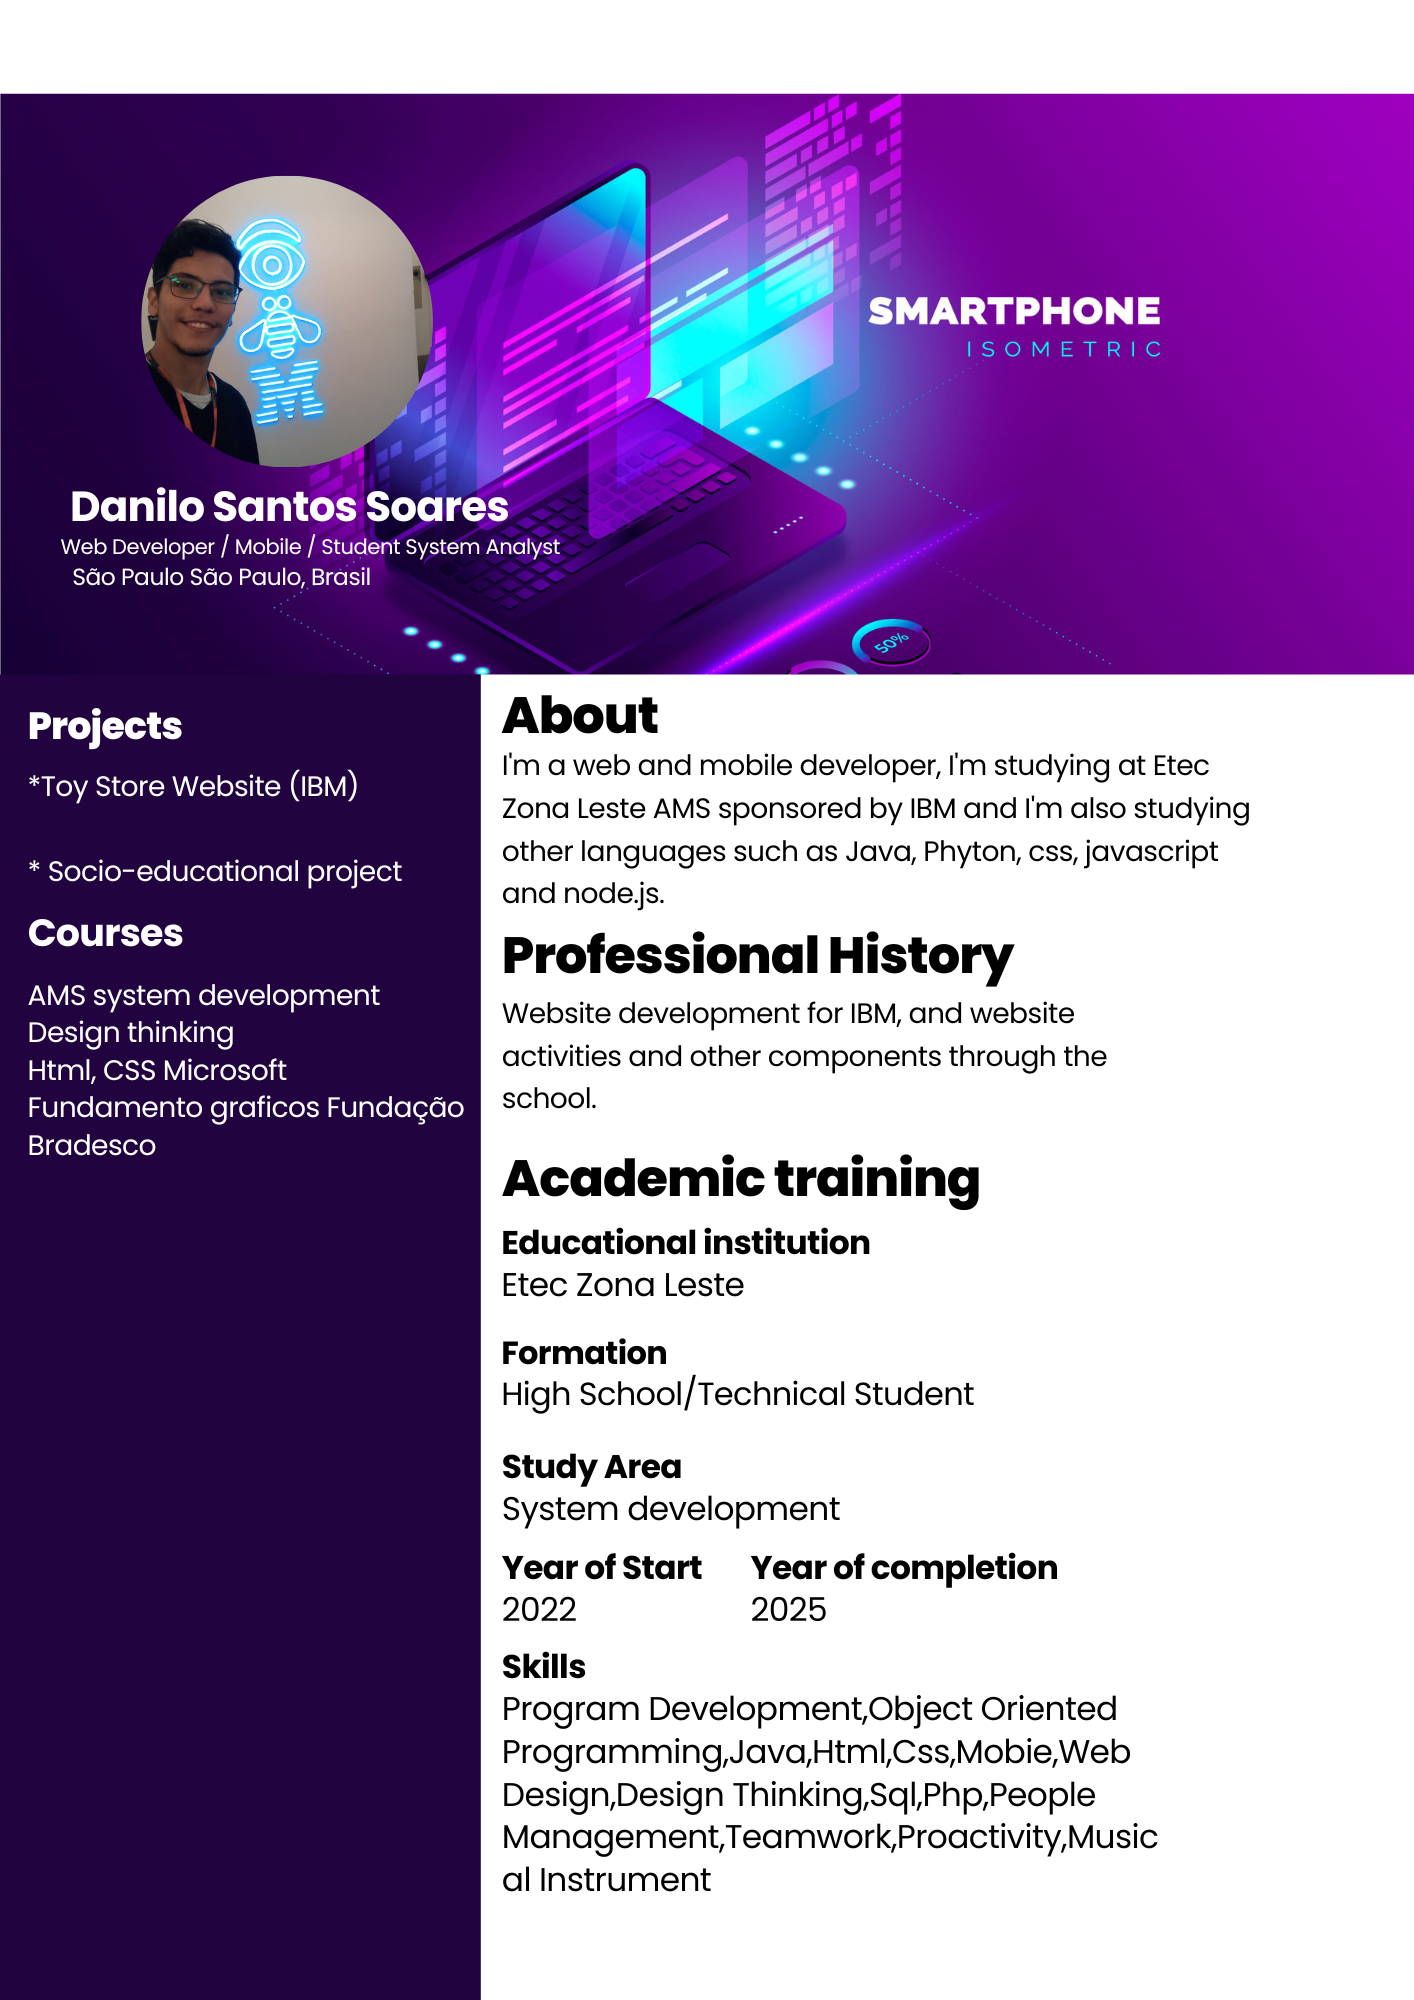 SMARTPHONE
ISOMETRIC
M
Danilo Santos Soares
Web Developer / Mobile / Student System Analyst
São Paulo São Paulo, Brasil
50%
Projects
*Toy Store Website (IBM)
* Socio-educational project
Courses
AMS system development
Design thinking
Html, CSS Microsoft
Fundamento graficos Fundação
Bradesco
About
I'm a web and mobile developer, I'm studying at Etec
Zona Leste AMS sponsored by IBM and I'm also studying
other languages such as Java, Phyton, css, javascript
and node.js.
Professional History
Website development for IBM, and website
activities and other components through the
school.
Academic training
Educational institution
Etec Zona Leste
Formation
High School/Technical Student
Study Area
System development
Year of Start
2022
Year of completion
2025
Skills
Program Development,Object Oriented
Programming,Java,Html,Css,Mobie,Web
Design,Design Thinking,Sql,Php,People
Management,Teamwork,Proactivity,Music
al Instrument